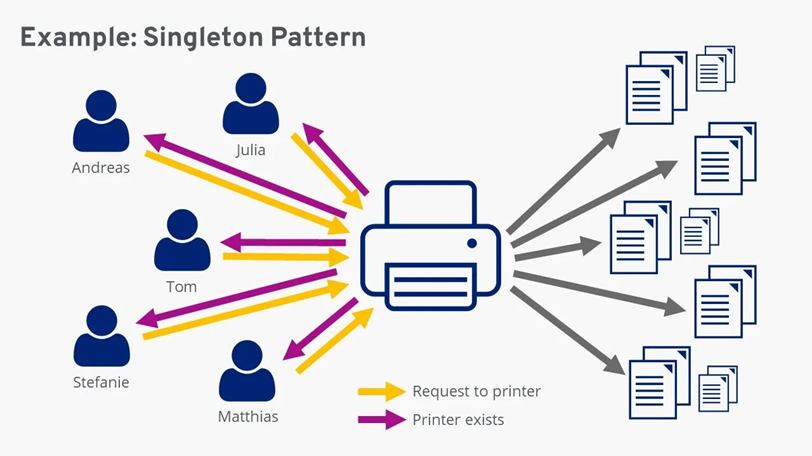 Example: Singleton Pattern
Julia
Andreas
Tom
Stefanie
Matthias
Request to printer
Printer exists